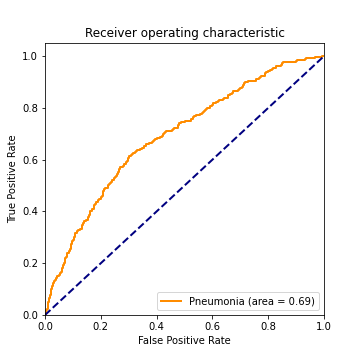 Receiver operating characteristic
True Positive Rate
1.0
0.8
0.6
0.4
0.2
0.0
Pneumonia (area = 0.69)
0.0 0.2 0.4 0.6 0.8 1.0
False Positive Rate